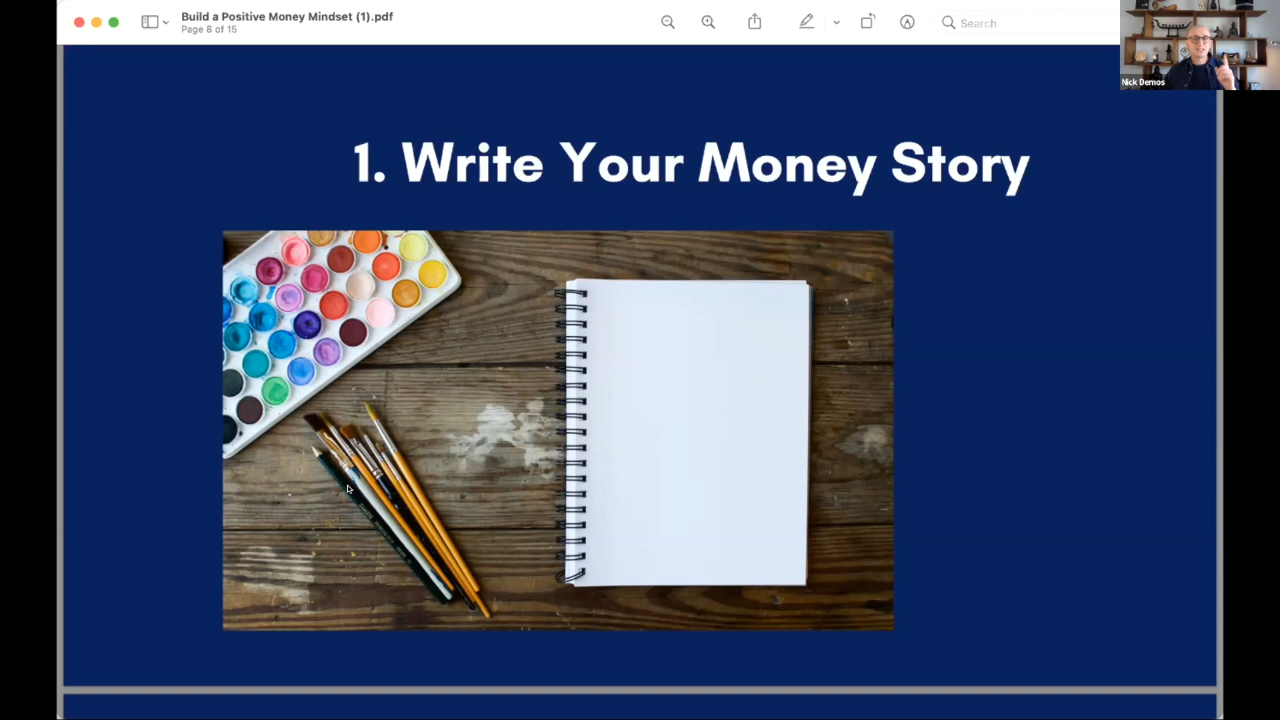 Build a Positive Money Mindset (1).pdf
Page 8 of 15
Search
Nick Demos
1. Write Your Money Story